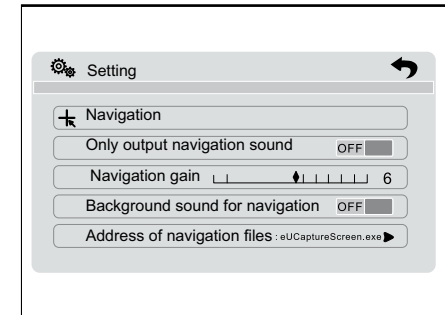 Setting
Navigation
Only output navigation sound OFF
Navigation gain 6
Background sound for navigation OFF
Address of navigation files : eUCaptureScreen.exe